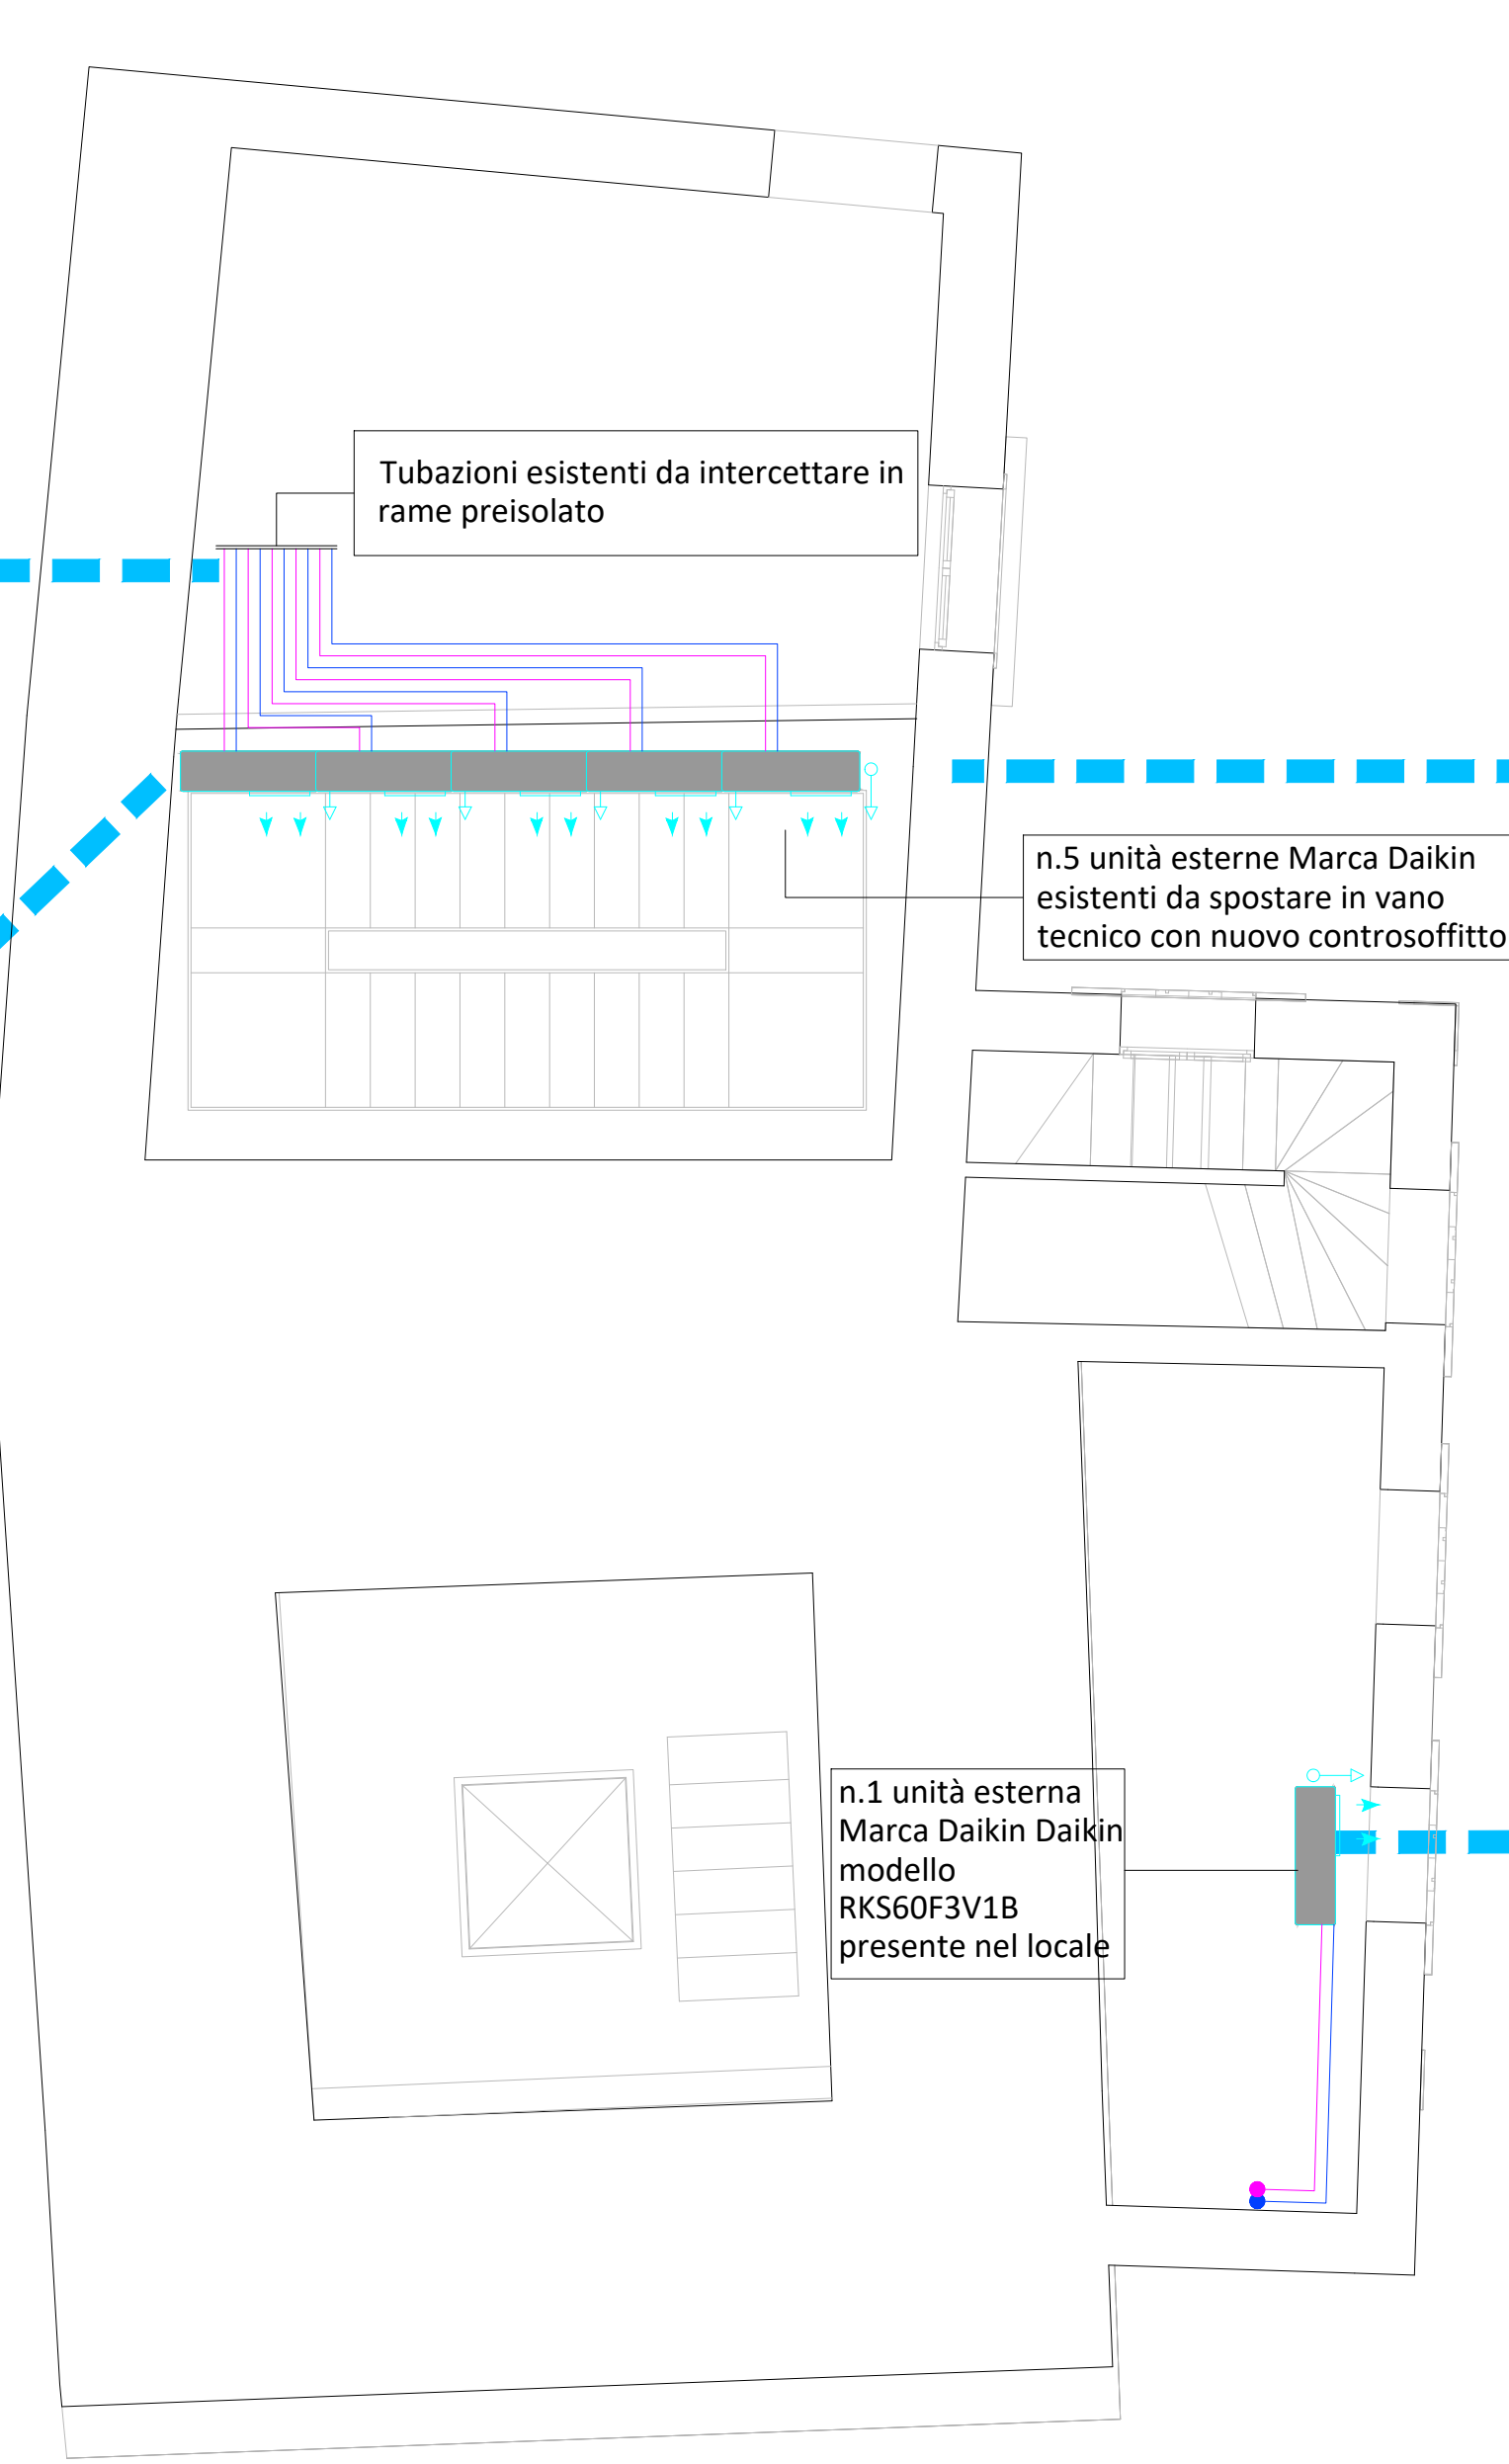 Tubazioni esistenti da intercettare in
rame preisolato
n.5 unità esterne Marca Daikin
esistenti da spostare in vano
tecnico con nuovo controsoffitto
n.1 unità esterna
Marca Daikin Daikin
modello
RKS60F3V1B
presente nel locale